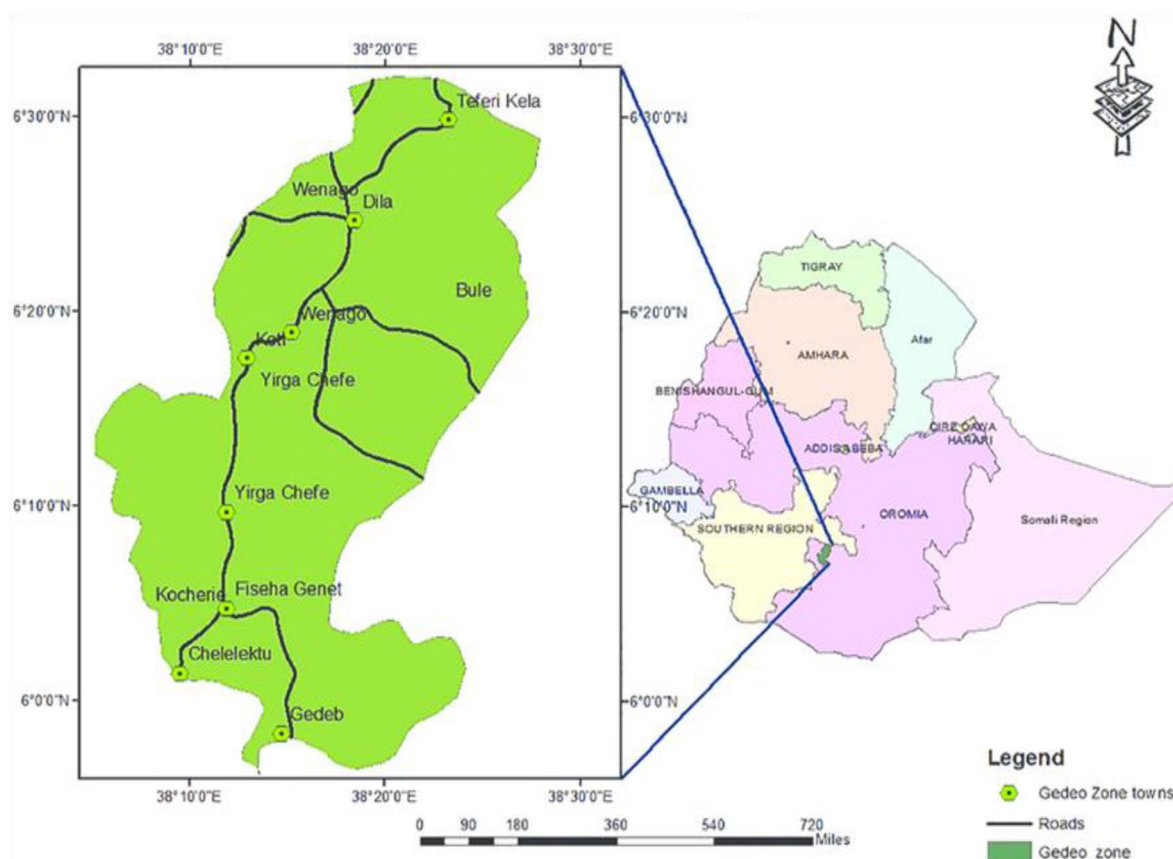 38°10'0"E 38°20'0"E 38°30'0"E
N
6°30'0"N 6°30'0"N
Teferi Kela
Wenago
Dila
Bule
6°20'0"N 6°20'0"N
Wenago
Yirga Chefe
6°10'0"N 6°10'0"N
Yirga Chefe
Kocherie
Fiseha Genet
Chelelektu
6°0'0"N 6°0'0"N
Gedeb
38°10'0"E 38°20'0"E 38°30'0"E
TIGRAY
Afar
AMHARA
BENISHANGUL-GUM
DIRE DAWA
HARARI
ADDIS ABEBA
GAMBELLA
SOUTHERN REGION
OROMIA
Somali Region
Legend
Gedeo Zone towns
Roads
Gedeo zone
0 90 180 360 540 720
Miles